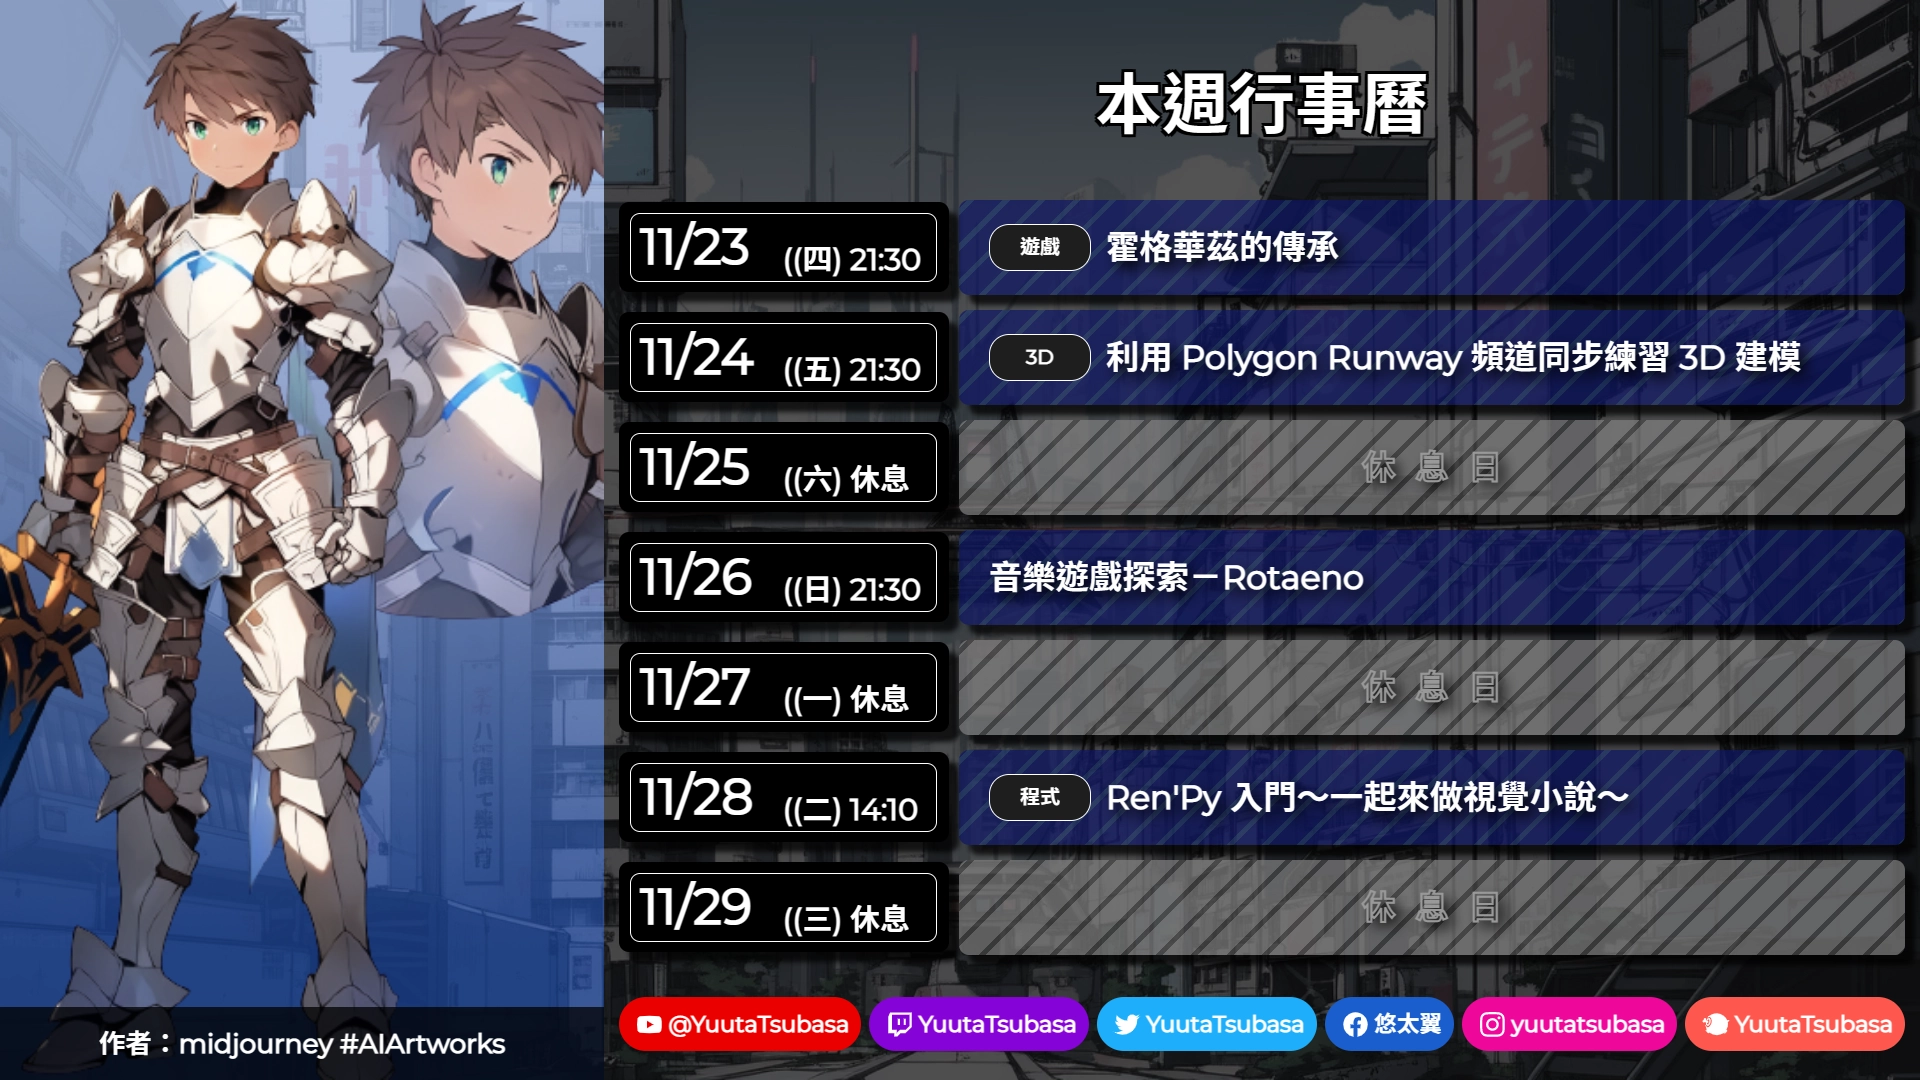 本週行事曆
11/23 ((四) 21:30
遊戲 霍格華茲的傳承
11/24 ((五) 21:30
3D 利用 Polygon Runway 頻道同步練習 3D 建模
11/25 ((六) 休息
休息日
11/26 ((日) 21:30
音樂遊戲探索－Rotaeno
11/27 ((一) 休息
休息日
11/28 ((二) 14:10
程式 Ren'Py 入門～一起來做視覺小說～
11/29 ((三) 休息
休息日
作者：midjourney #AIArtworks
@YuutaTsubasa YuutaTsubasa YuutaTsubasa 悠太翼 yuutatsubasa YuutaTsubasa